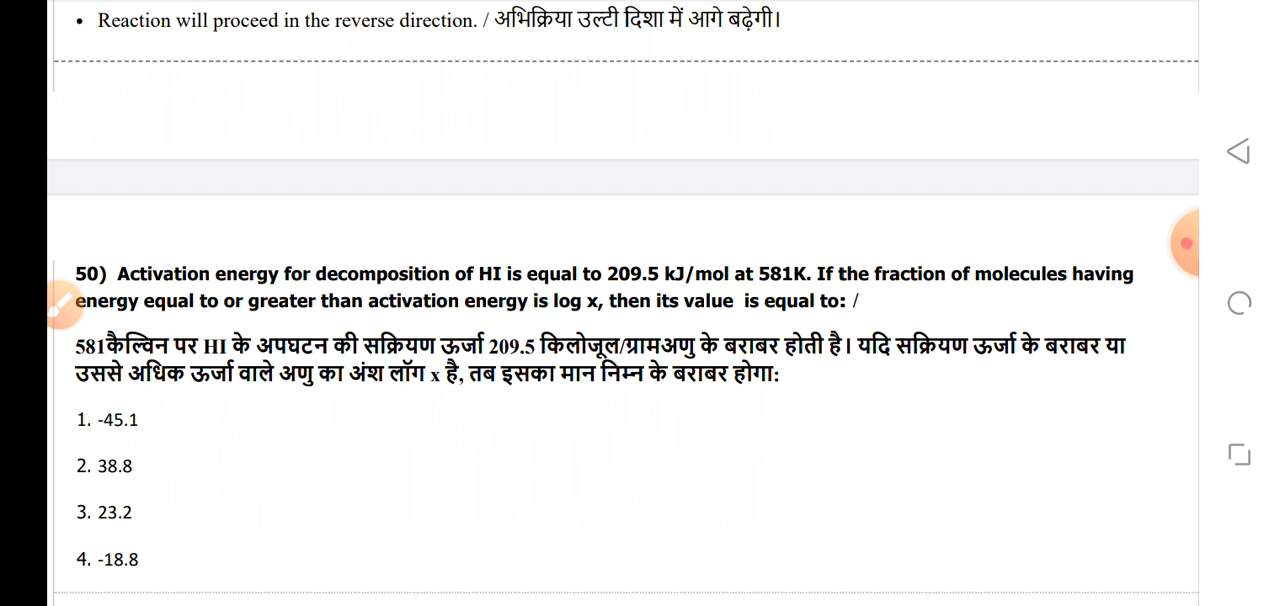 • Reaction will proceed in the reverse direction. / अभिक्रिया उल्टी दिशा में आगे बढ़ेगी।
50) Activation energy for decomposition of HI is equal to 209.5 kJ/mol at 581K. If the fraction of molecules having
energy equal to or greater than activation energy is log x, then its value is equal to: /
581कैल्विन पर HI के अपघटन की सक्रियण ऊर्जा 209.5 किलोजूल/ग्रामअणु के बराबर होती है। यदि सक्रियण ऊर्जा के बराबर या
उससे अधिक ऊर्जा वाले अणु का अंश लॉग x है, तब इसका मान निम्न के बराबर होगा:
1. -45.1
2. 38.8
3. 23.2
4. -18.8